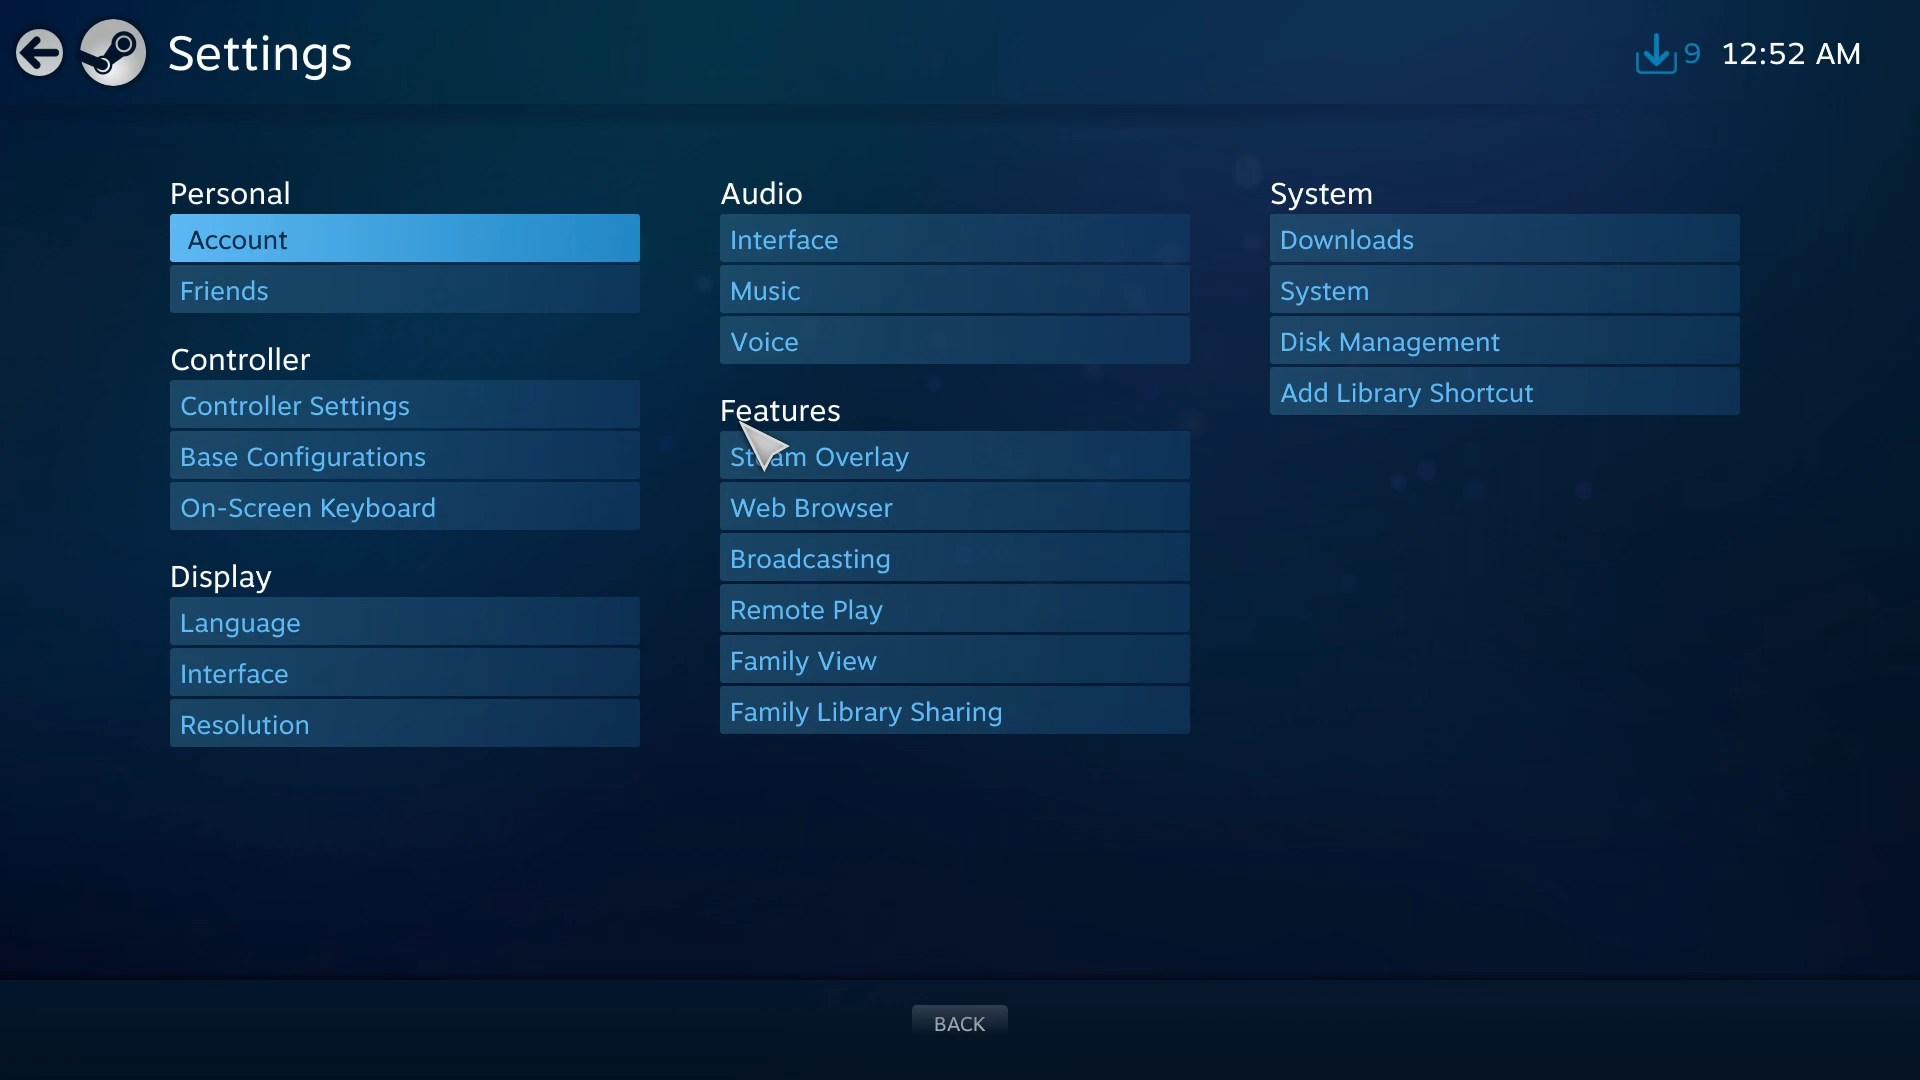 Settings
9 12:52 AM
Personal
Account
Friends
Controller
Controller Settings
Base Configurations
On-Screen Keyboard
Display
Language
Interface
Resolution
Audio
Interface
Music
Voice
Features
Steam Overlay
Web Browser
Broadcasting
Remote Play
Family View
Family Library Sharing
System
Downloads
System
Disk Management
Add Library Shortcut
BACK